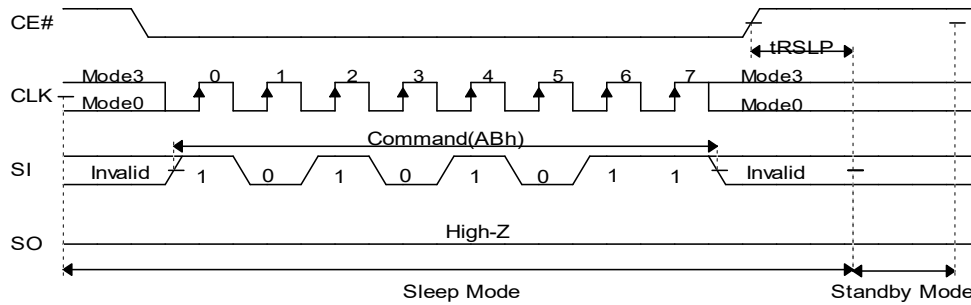 CE#
tRSLP
Mode3 0 1 2 3 4 5 6 7 Mode3
CLK
Mode0 Mode0
Command(ABh)
SI Invalid 1 0 1 0 1 0 1 1 Invalid
High-Z
SO
Sleep Mode Standby Mode